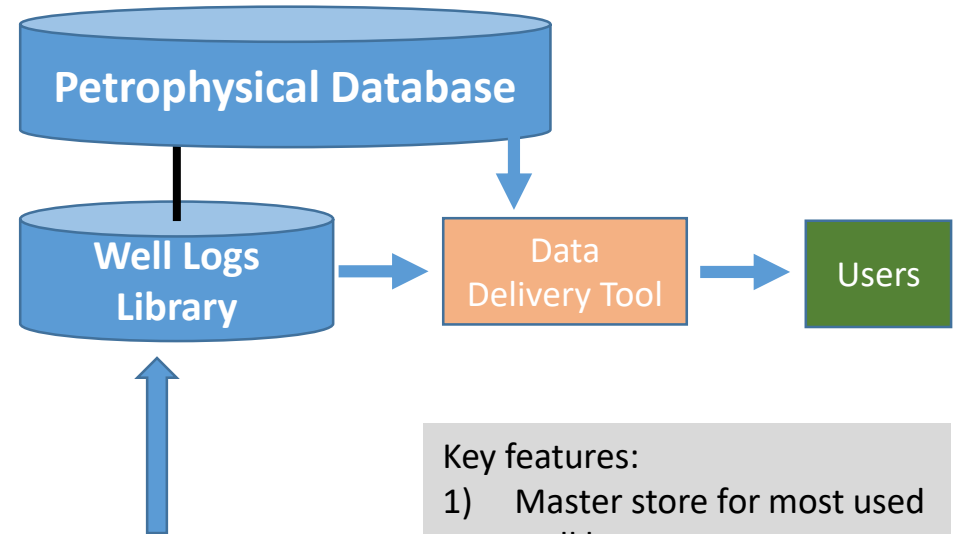 Petrophysical Database
Well Logs
Library
Data
Delivery Tool
Users
Key features:
1) Master store for most used